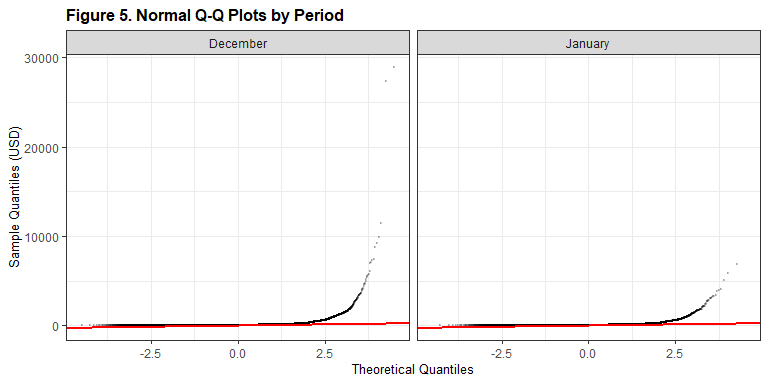 Figure 5. Normal Q-Q Plots by Period
December
January
Sample Quantiles (USD)
30000
20000
10000
0
-2.5
0.0
2.5
-2.5
0.0
2.5
Theoretical Quantiles